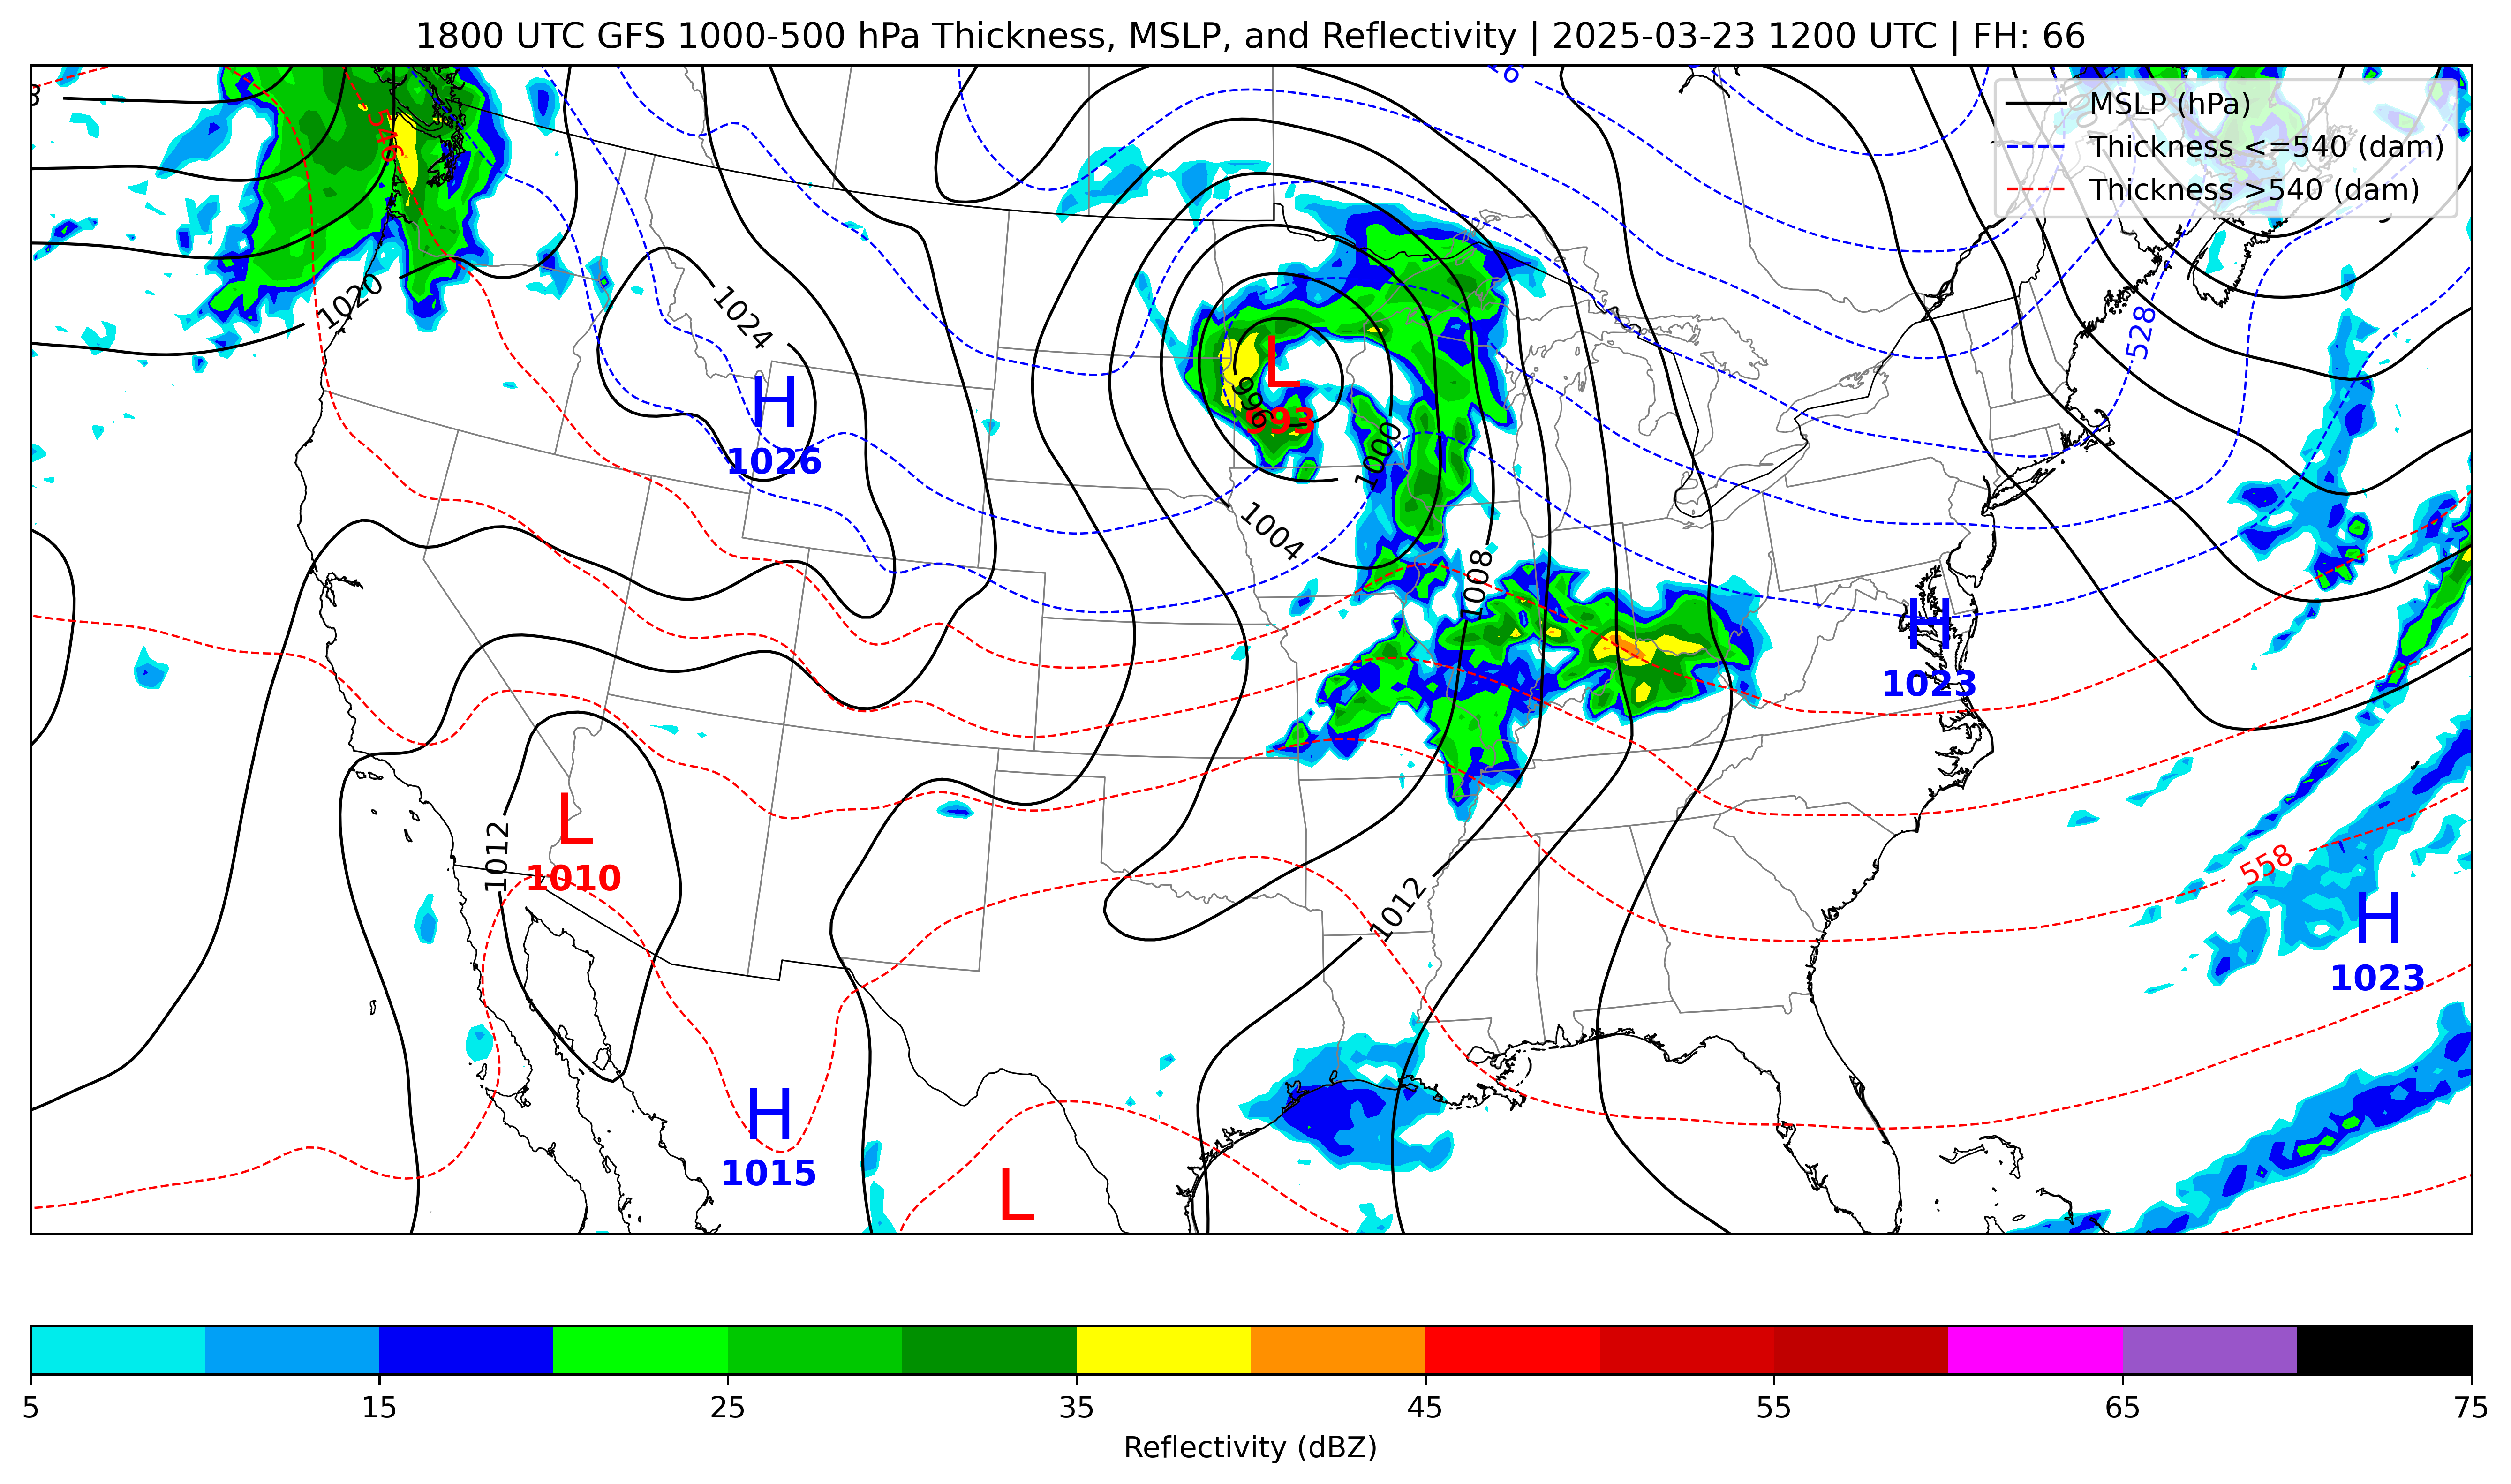 1800 UTC GFS 1000-500 hPa Thickness, MSLP, and Reflectivity | 2025-03-23 1200 UTC | FH: 66
MSLP (hPa)
Thickness <=540 (dam)
Thickness >540 (dam)
546
528
1020
1024
H
1026
L
993
996
1000
1004
1008
H
1023
L
1010
1012
1012
558
H
1023
H
1015
L
5 15 25 35 45 55 65 75
Reflectivity (dBZ)